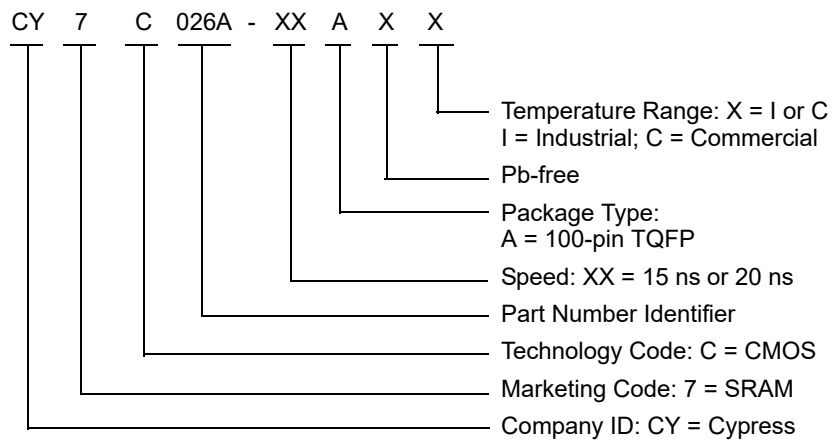 CY 7 C 026A - XX A X X
Temperature Range: X = I or C
I = Industrial; C = Commercial
Pb-free
Package Type:
A = 100-pin TQFP
Speed: XX = 15 ns or 20 ns
Part Number Identifier
Technology Code: C = CMOS
Marketing Code: 7 = SRAM
Company ID: CY = Cypress